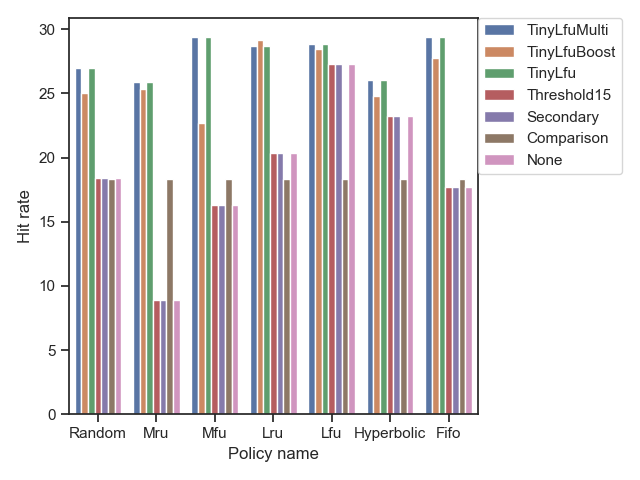 TinyLfuMulti
TinyLfuBoost
TinyLfu
Threshold15
Secondary
Comparison
None
30
25
20
15
10
5
0
Hit rate
Random Mru Mfu Lru Lfu Hyperbolic Fifo
Policy name